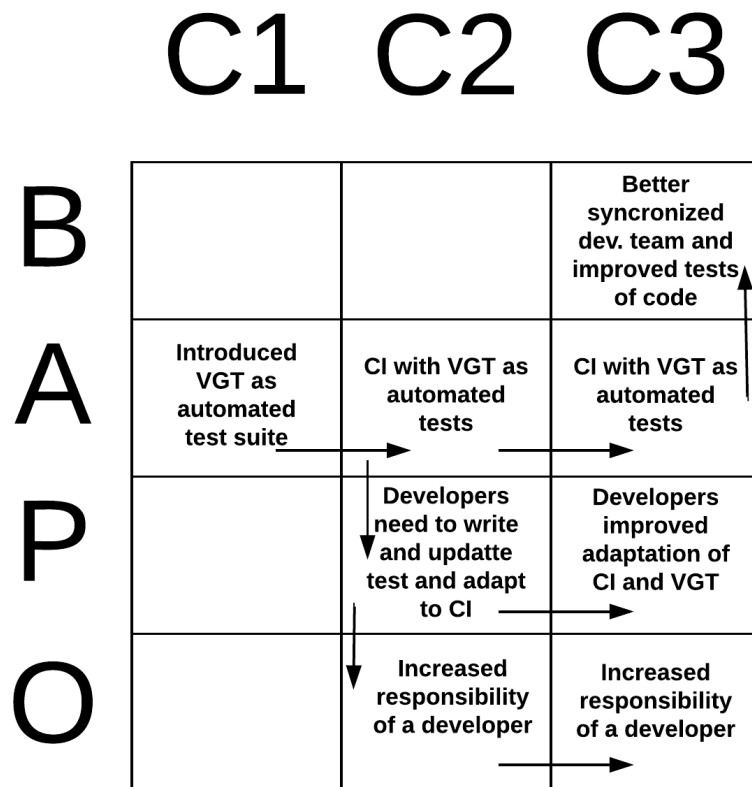 C1 C2 C3
B
Better
syncronized
dev. team and
improved tests
of code
A
Introduced
VGT as
automated
test suite
CI with VGT as
automated
tests
CI with VGT as
automated
tests
P
Developers
need to write
and updatte
test and adapt
to CI
Developers
improved
adaptation of
CI and VGT
O
Increased
responsibility
of a developer
Increased
responsibility
of a developer